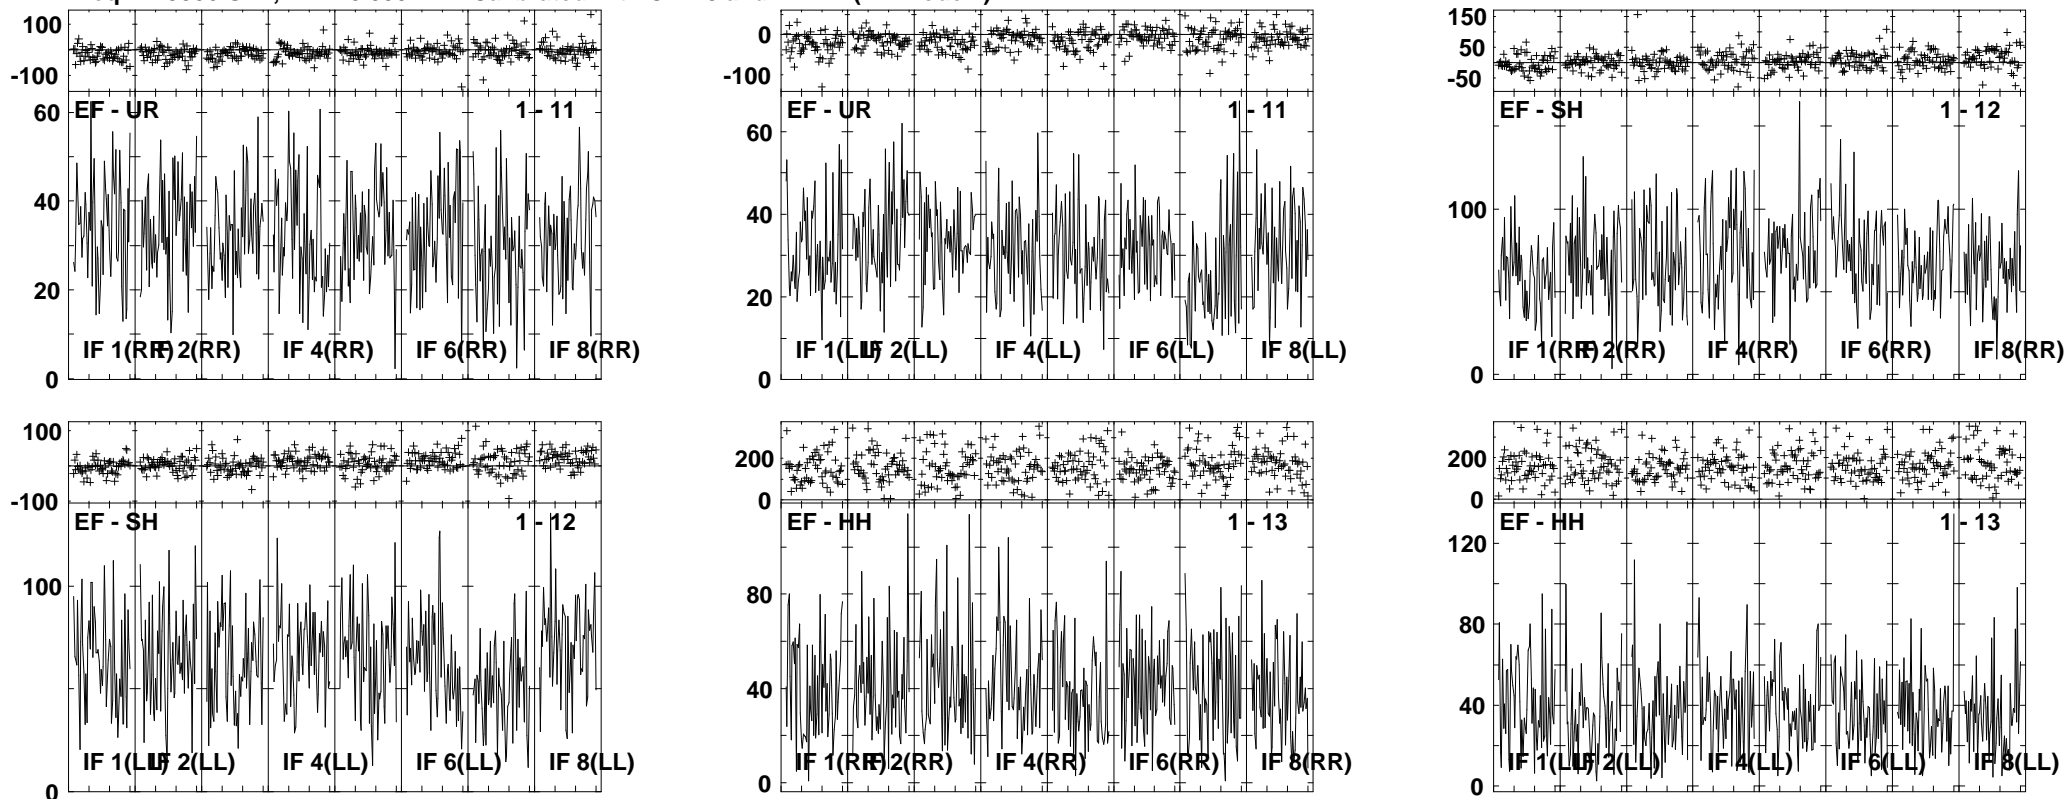 100
-100
60
40
20
0
EF - UR
1 - 11
IF 1(RR)
IF 2(RR)
IF 4(RR)
IF 6(RR)
IF 8(RR)
0
-100
60
40
20
0
EF - UR
1 - 11
IF 1(LL)
IF 2(LL)
IF 4(LL)
IF 6(LL)
IF 8(LL)
150
50
-50
100
0
EF - SH
1 - 12
IF 1(RR)
IF 2(RR)
IF 4(RR)
IF 6(RR)
IF 8(RR)
100
-100
100
0
EF - SH
1 - 12
IF 1(LL)
IF 2(LL)
IF 4(LL)
IF 6(LL)
IF 8(LL)
200
0
80
40
0
EF - HH
1 - 13
IF 1(RR)
IF 2(RR)
IF 4(RR)
IF 6(RR)
IF 8(RR)
200
0
120
80
40
0
EF - HH
1 - 13
IF 1(LL)
IF 2(LL)
IF 4(LL)
IF 6(LL)
IF 8(LL)